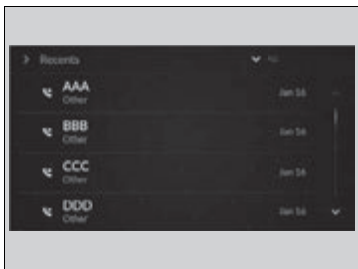 Recents
AAA
Other
Jan 16
BBB
Other
Jan 16
CCC
Other
Jan 16
DDD
Other
Jan 16